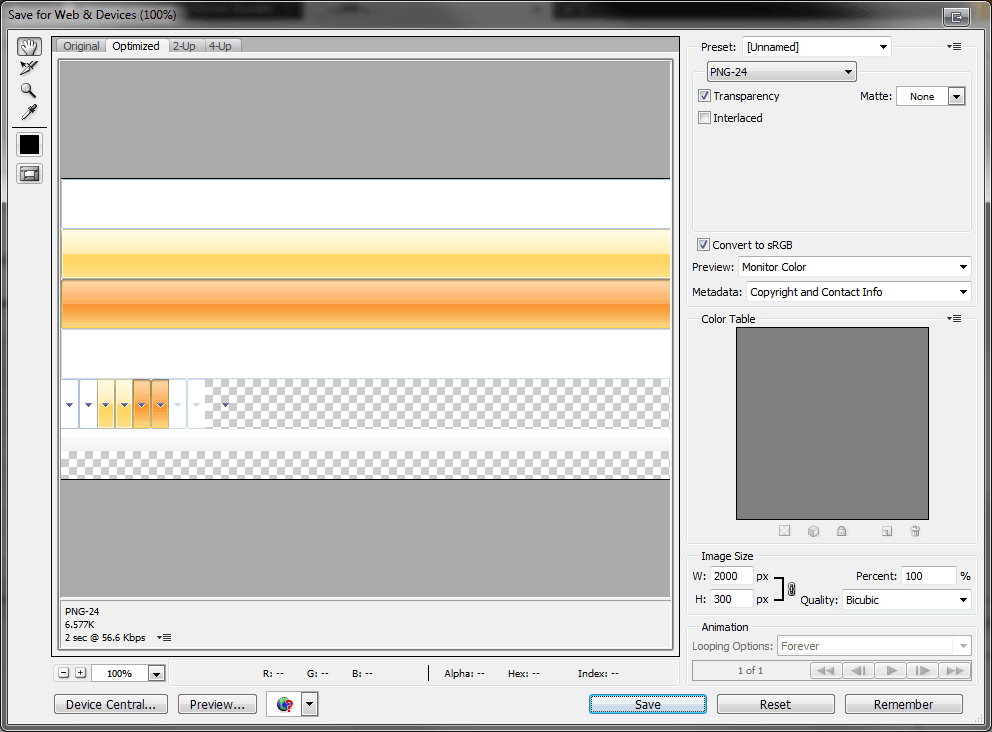 Save for Web & Devices (100%)
Original Optimized 2-Up 4-Up
Preset: [Unnamed]
PNG-24
Transparency Matte: None
Interlaced
Convert to sRGB
Preview: Monitor Color
Metadata: Copyright and Contact Info
Color Table
Image Size
W: 2000 px Percent: 100 %
H: 300 px Quality: Bicubic
Animation
Looping Options: Forever
1 of 1
PNG-24
6.577K
2 sec @ 56.6 Kbps
100% R: -- G: -- B: -- Alpha: -- Hex: -- Index: --
Device Central... Preview... Save Reset Remember